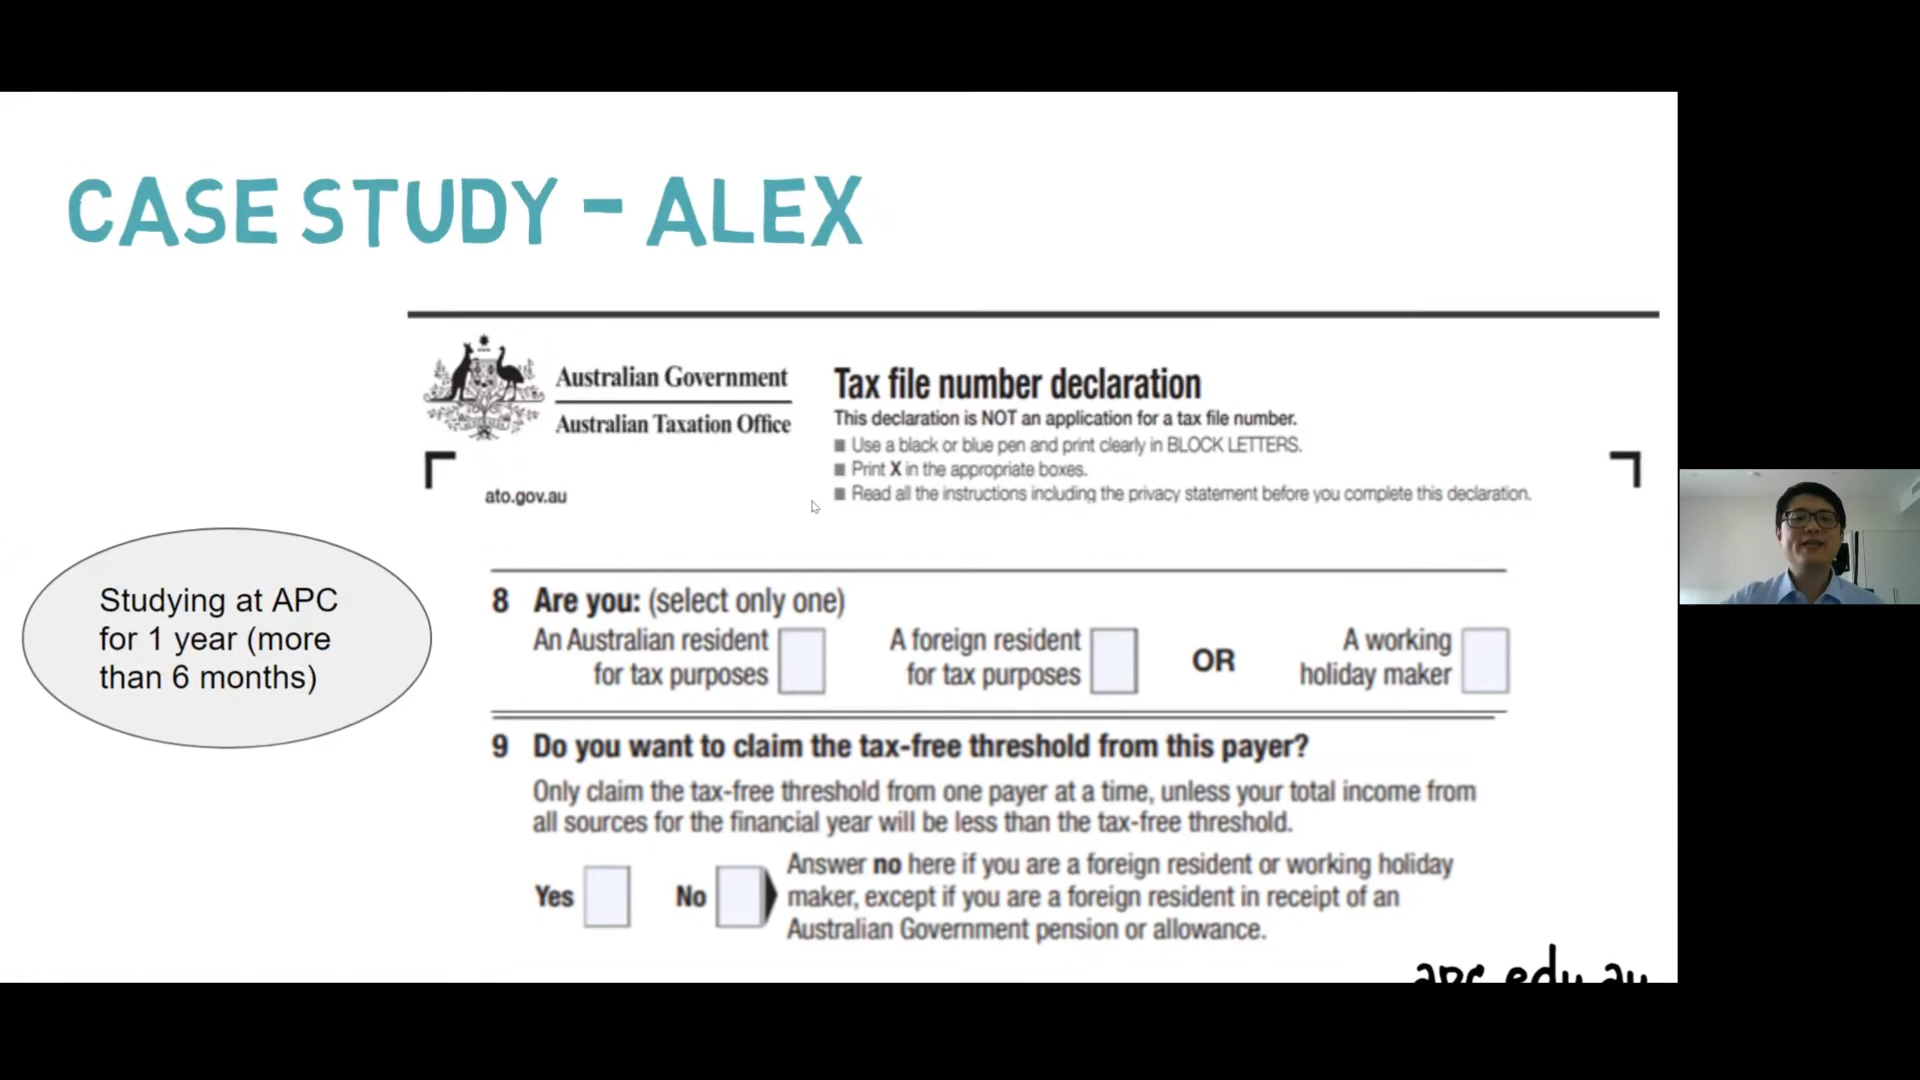 CASE STUDY - ALEX
Australian Government
Australian Taxation Office
ato.gov.au
Tax file number declaration
This declaration is NOT an application for a tax file number.
■ Use a black or blue pen and print clearly in BLOCK LETTERS.
■ Print X in the appropriate boxes.
■ Read all the instructions including the privacy statement before you complete this declaration.
Studying at APC
for 1 year (more
than 6 months)
8 Are you: (select only one)
An Australian resident
for tax purposes
A foreign resident
for tax purposes
OR
A working
holiday maker
9 Do you want to claim the tax-free threshold from this payer?
Only claim the tax-free threshold from one payer at a time, unless your total income from
all sources for the financial year will be less than the tax-free threshold.
Yes
No
Answer no here if you are a foreign resident or working holiday
maker, except if you are a foreign resident in receipt of an
Australian Government pension or allowance.
apc.edu.au